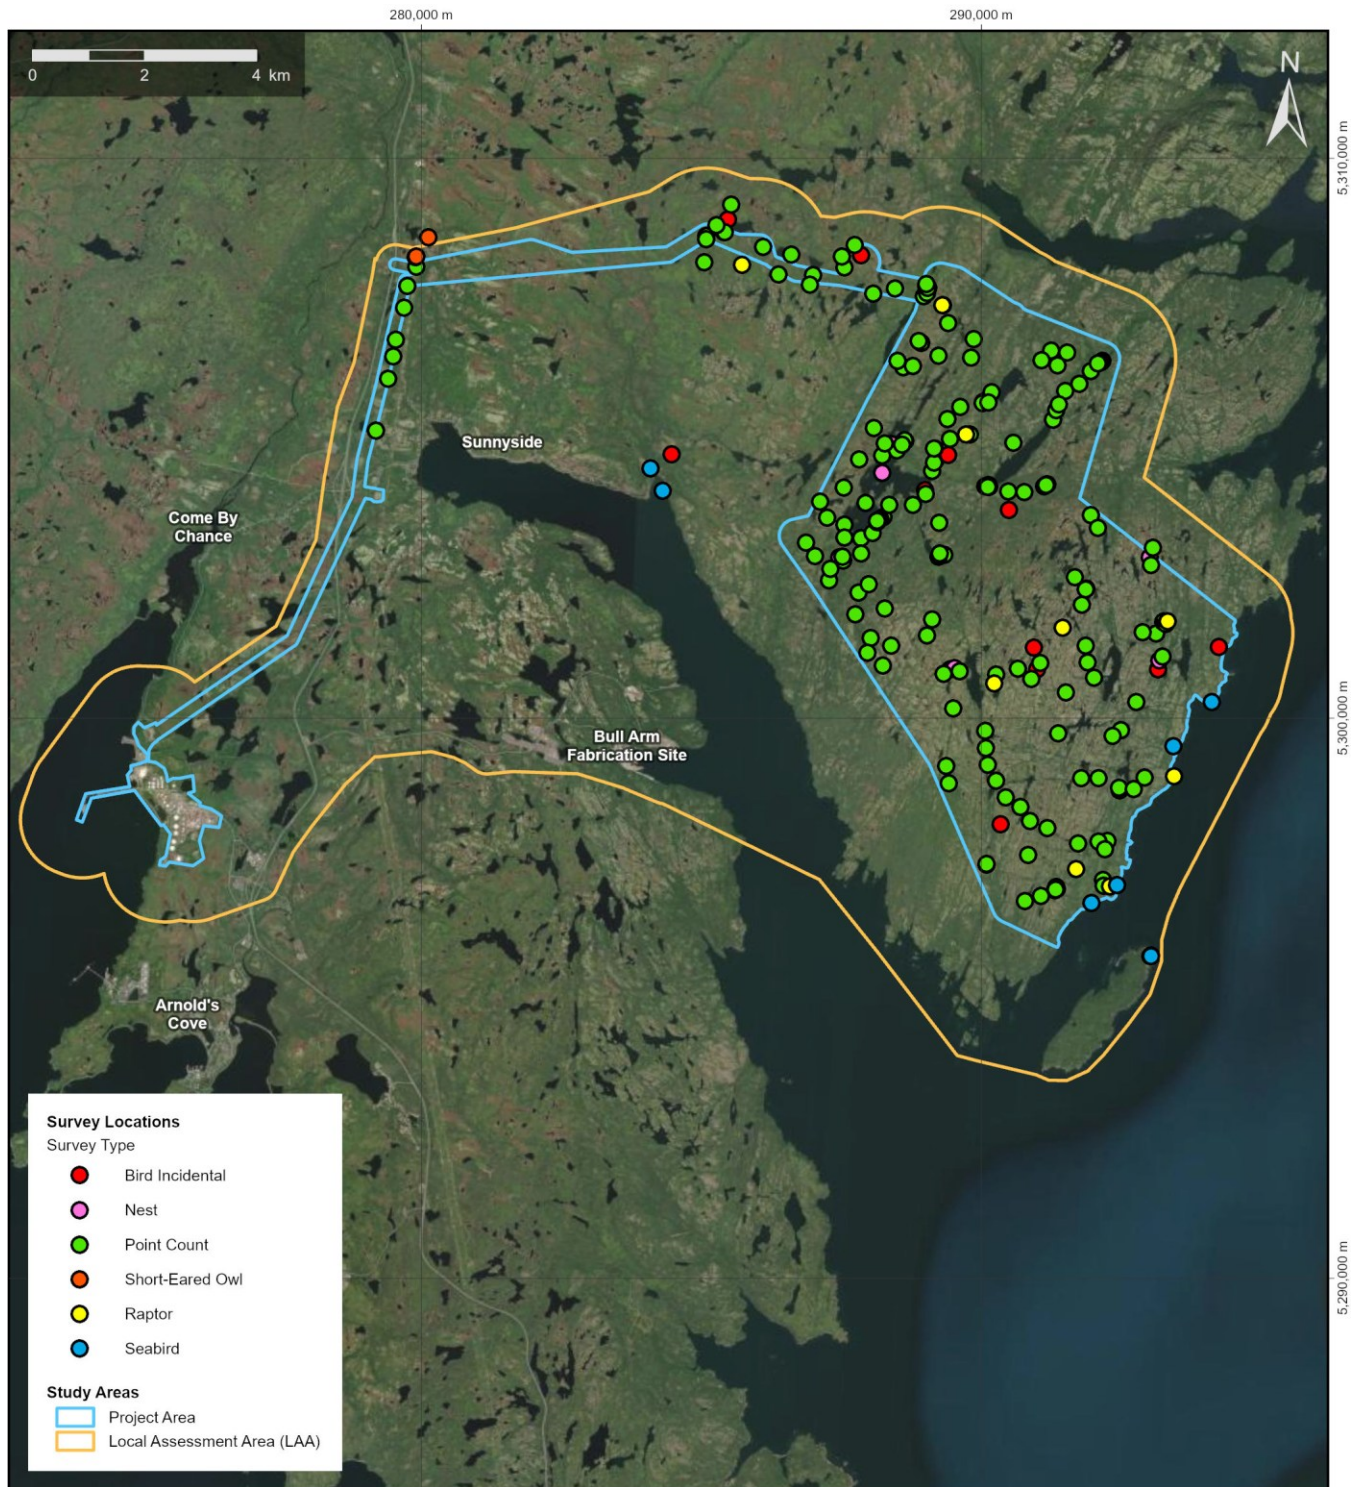 280,000 m
290,000 m
0 2 4 km
N
5,310,000 m
Sunnyside
Come By
Chance
5,300,000 m
Bull Arm
Fabrication Site
Arnold's
Cove
5,290,000 m
Survey Locations
Survey Type
Bird Incidental
Nest
Point Count
Short-Eared Owl
Raptor
Seabird
Study Areas
Project Area
Local Assessment Area (LAA)